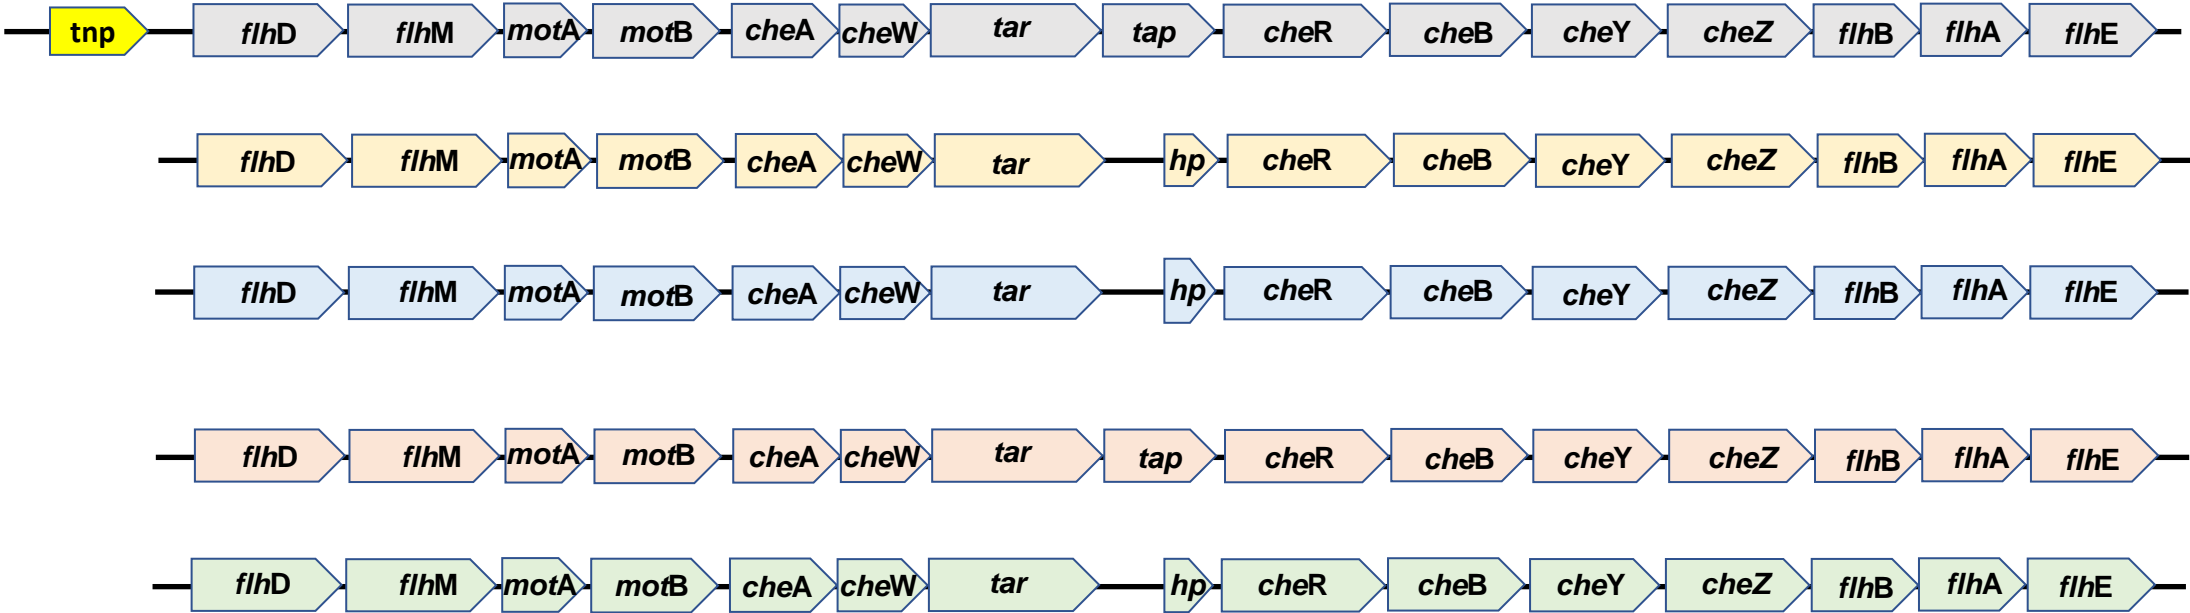 tnp flhD flhM motA motB cheA cheW tar tap cheR cheB cheY cheZ flhB flhA flhE
flhD flhM motA motB cheA cheW tar hp cheR cheB cheY cheZ flhB flhA flhE
flhD flhM motA motB cheA cheW tar hp cheR cheB cheY cheZ flhB flhA flhE
flhD flhM motA motB cheA cheW tar tap cheR cheB cheY cheZ flhB flhA flhE
flhD flhM motA motB cheA cheW tar hp cheR cheB cheY cheZ flhB flhA flhE